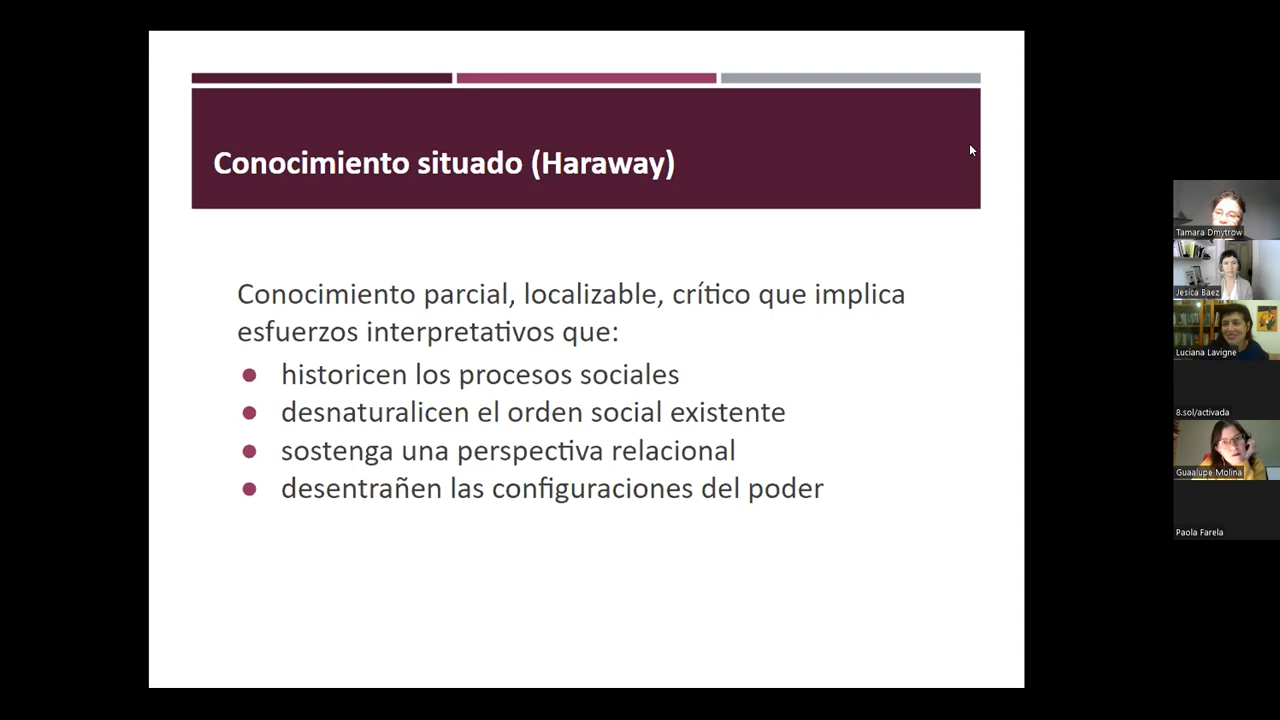 Conocimiento situado (Haraway)
Conocimiento parcial, localizable, crítico que implica
esfuerzos interpretativos que:
historicen los procesos sociales
desnaturalicen el orden social existente
sostenga una perspectiva relacional
desentrañen las configuraciones del poder
Tamara Dmytrow
Jesica Baez
Luciana Lavigne
8.sol/activada
Guaalupe Molina
Paola Farela